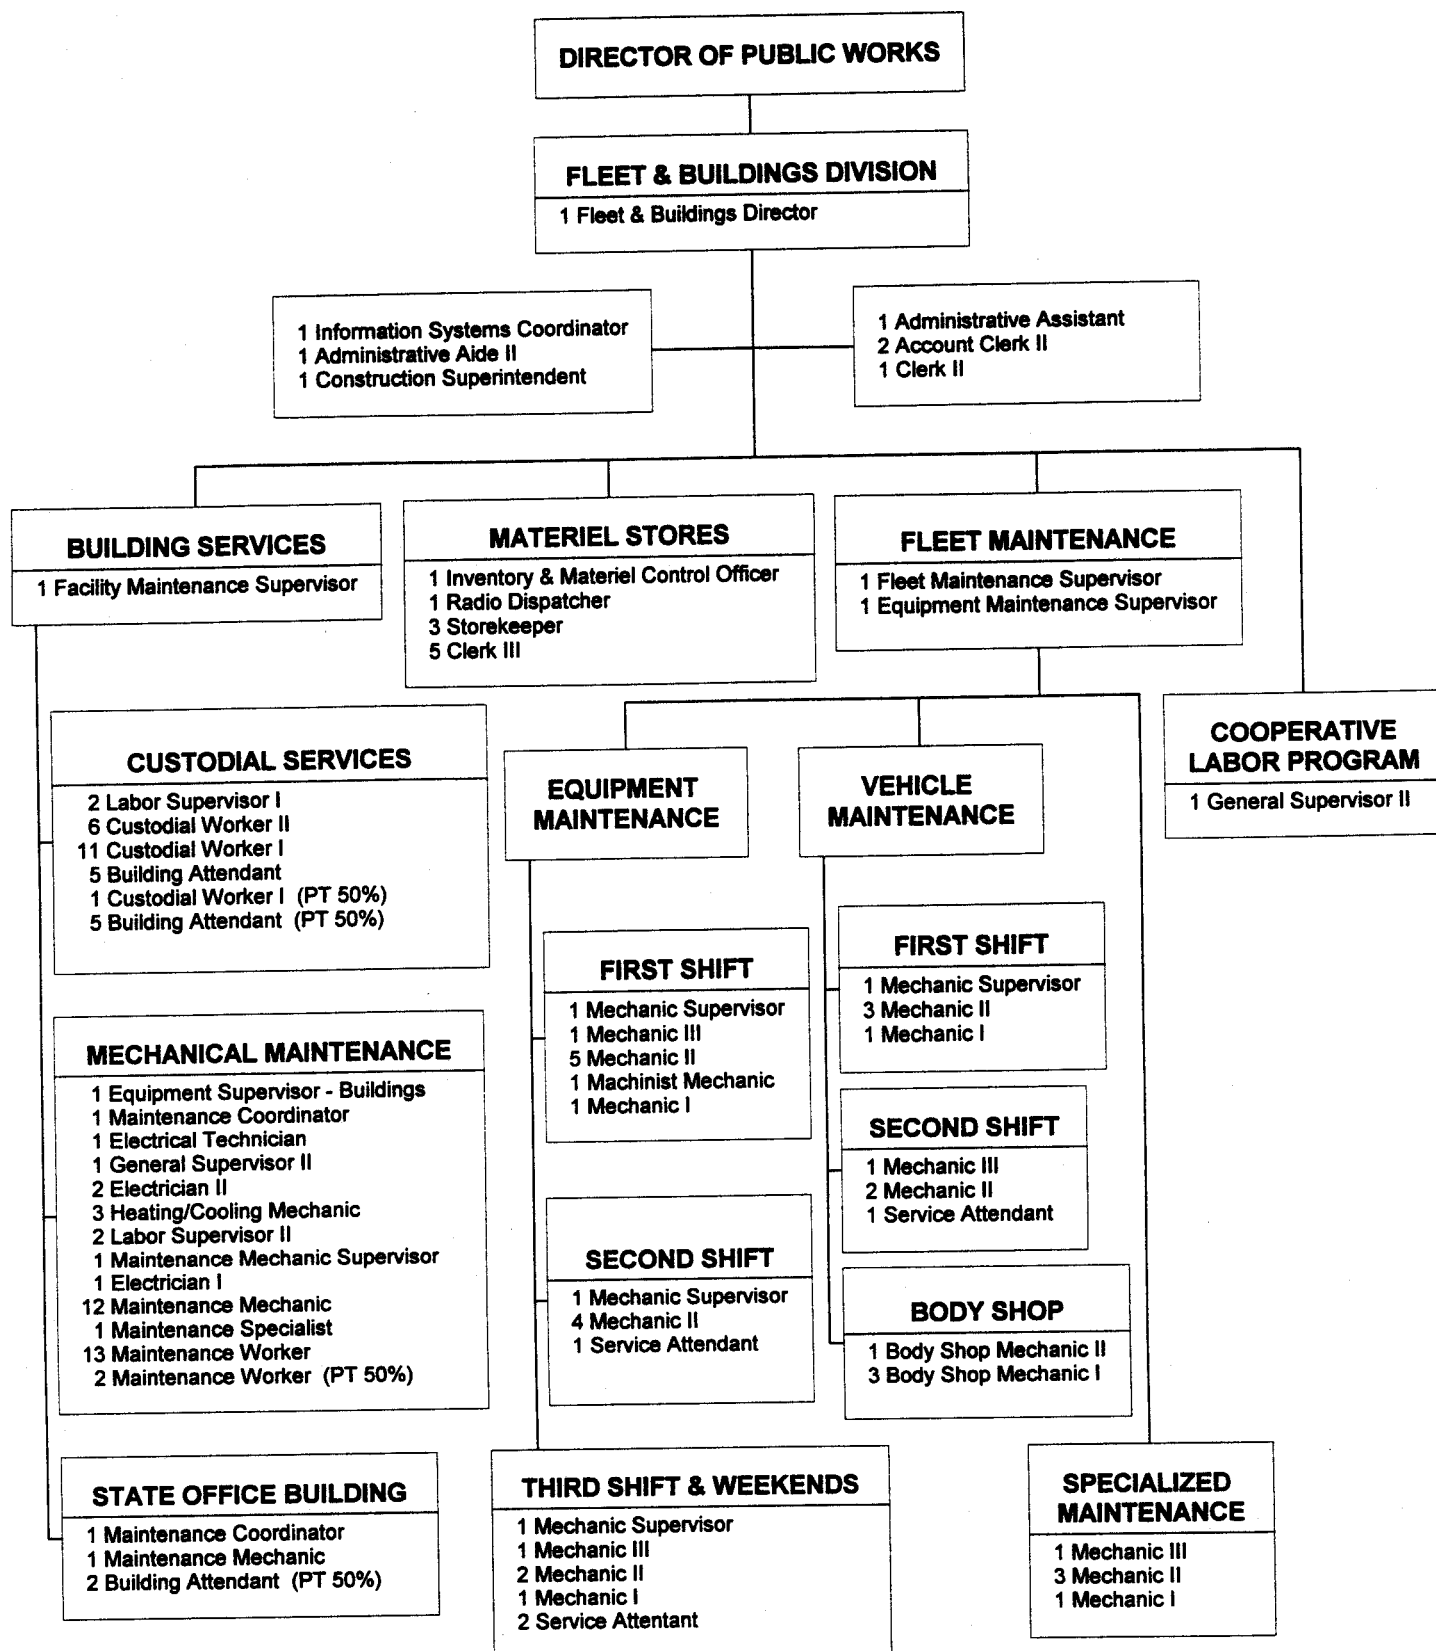 DIRECTOR OF PUBLIC WORKS
FLEET & BUILDINGS DIVISION
1 Fleet & Buildings Director
1 Information Systems Coordinator
1 Administrative Aide II
1 Construction Superintendent
1 Administrative Assistant
2 Account Clerk II
1 Clerk II
BUILDING SERVICES
1 Facility Maintenance Supervisor
MATERIEL STORES
1 Inventory & Materiel Control Officer
1 Radio Dispatcher
3 Storekeeper
5 Clerk III
FLEET MAINTENANCE
1 Fleet Maintenance Supervisor
1 Equipment Maintenance Supervisor
COOPERATIVE
LABOR PROGRAM
1 General Supervisor II
CUSTODIAL SERVICES
2 Labor Supervisor I
6 Custodial Worker II
11 Custodial Worker I
5 Building Attendant
1 Custodial Worker I (PT 50%)
5 Building Attendant (PT 50%)
MECHANICAL MAINTENANCE
1 Equipment Supervisor - Buildings
1 Maintenance Coordinator
1 Electrical Technician
1 General Supervisor II
2 Electrician II
3 Heating/Cooling Mechanic
2 Labor Supervisor II
1 Maintenance Mechanic Supervisor
1 Electrician I
12 Maintenance Mechanic
1 Maintenance Specialist
13 Maintenance Worker
2 Maintenance Worker (PT 50%)
STATE OFFICE BUILDING
1 Maintenance Coordinator
1 Maintenance Mechanic
2 Building Attendant (PT 50%)
EQUIPMENT
MAINTENANCE
FIRST SHIFT
1 Mechanic Supervisor
1 Mechanic III
5 Mechanic II
1 Machinist Mechanic
1 Mechanic I
SECOND SHIFT
1 Mechanic Supervisor
4 Mechanic II
1 Service Attendant
THIRD SHIFT & WEEKENDS
1 Mechanic Supervisor
1 Mechanic III
2 Mechanic II
1 Mechanic I
2 Service Attentant
VEHICLE
MAINTENANCE
FIRST SHIFT
1 Mechanic Supervisor
3 Mechanic II
1 Mechanic I
SECOND SHIFT
1 Mechanic III
2 Mechanic II
1 Service Attendant
BODY SHOP
1 Body Shop Mechanic II
3 Body Shop Mechanic I
SPECIALIZED
MAINTENANCE
1 Mechanic III
3 Mechanic II
1 Mechanic I